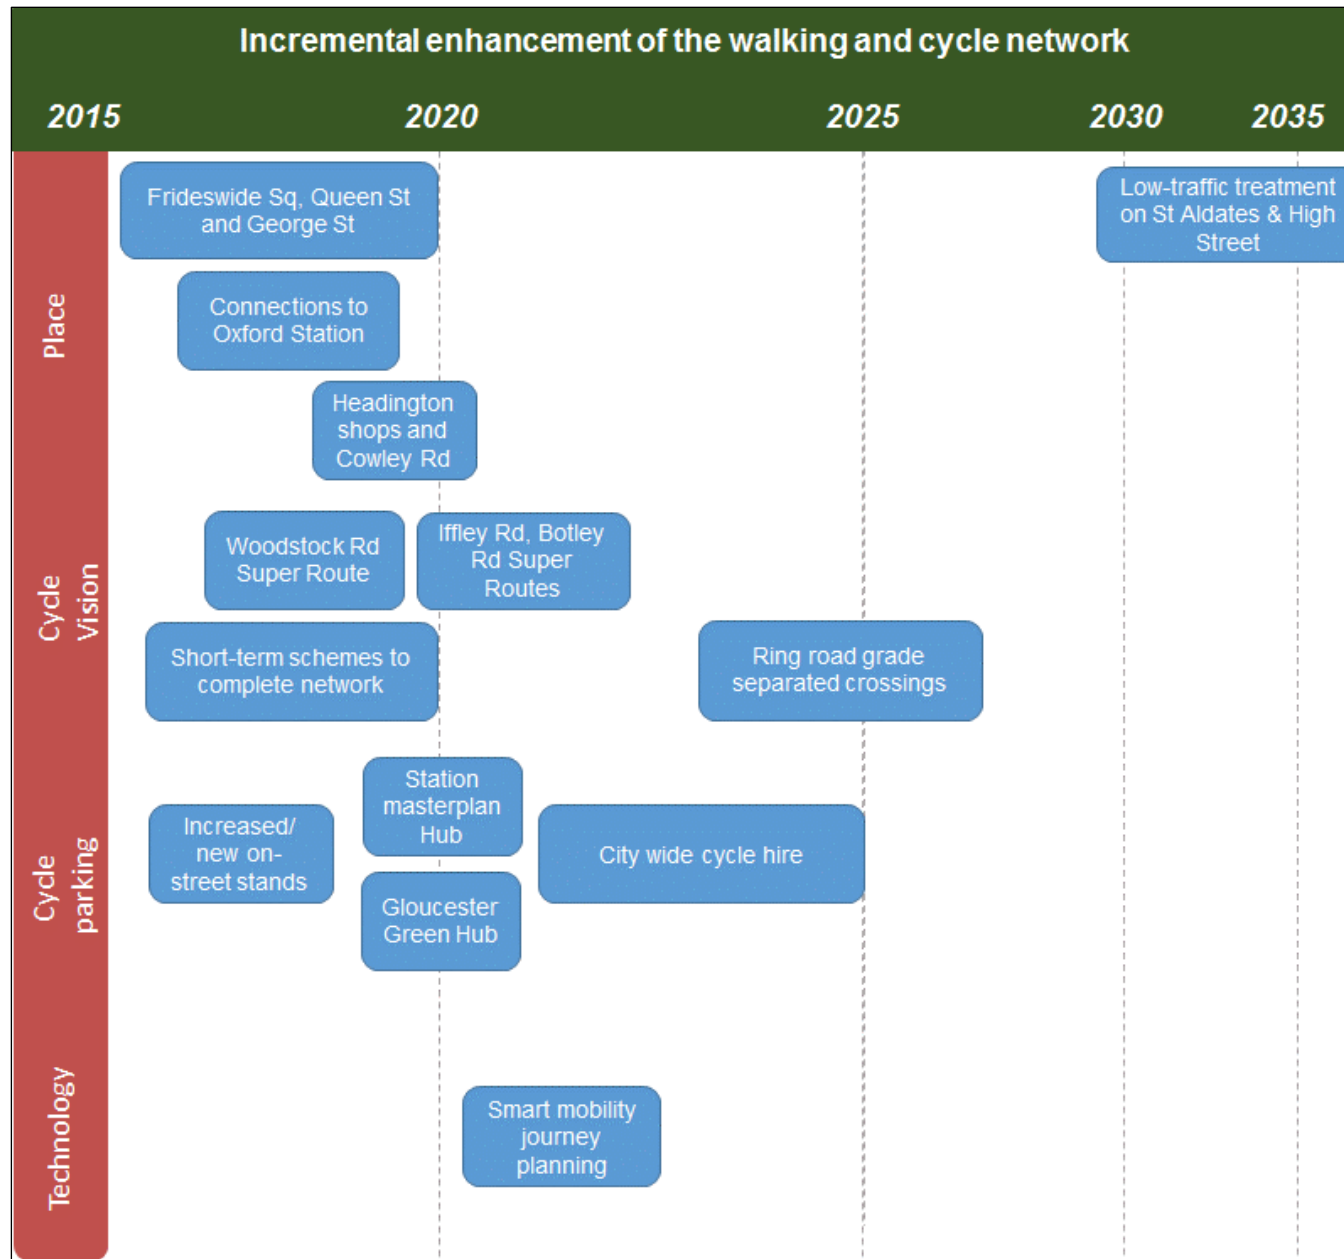 Incremental enhancement of the walking and cycle network
2015
2020
2025
2030
2035
Place
Frideswide Sq, Queen St
and George St
Low-traffic treatment
on St Aldates & High
Street
Connections to
Oxford Station
Headington
shops and
Cowley Rd
Cycle
Vision
Woodstock Rd
Super Route
Iffley Rd, Botley
Rd Super
Routes
Short-term schemes to
complete network
Ring road grade
separated crossings
Cycle
parking
Station
masterplan
Hub
Increased/
new on-
street stands
City wide cycle hire
Gloucester
Green Hub
Technology
Smart mobility
journey
planning